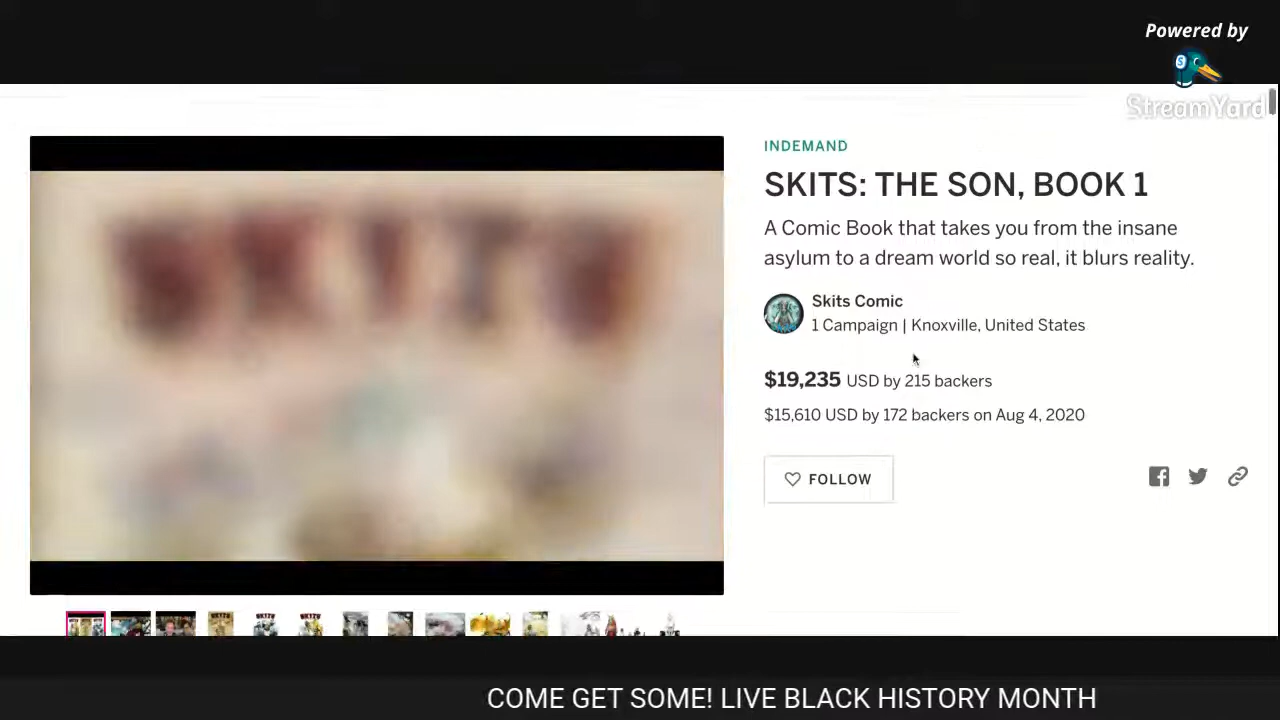 Powered by
StreamYard
INDEMAND
SKITS: THE SON, BOOK 1
A Comic Book that takes you from the insane
asylum to a dream world so real, it blurs reality.
Skits Comic
1 Campaign | Knoxville, United States
$19,235 USD by 215 backers
$15,610 USD by 172 backers on Aug 4, 2020
FOLLOW
SKITS
COME GET SOME! LIVE BLACK HISTORY MONTH